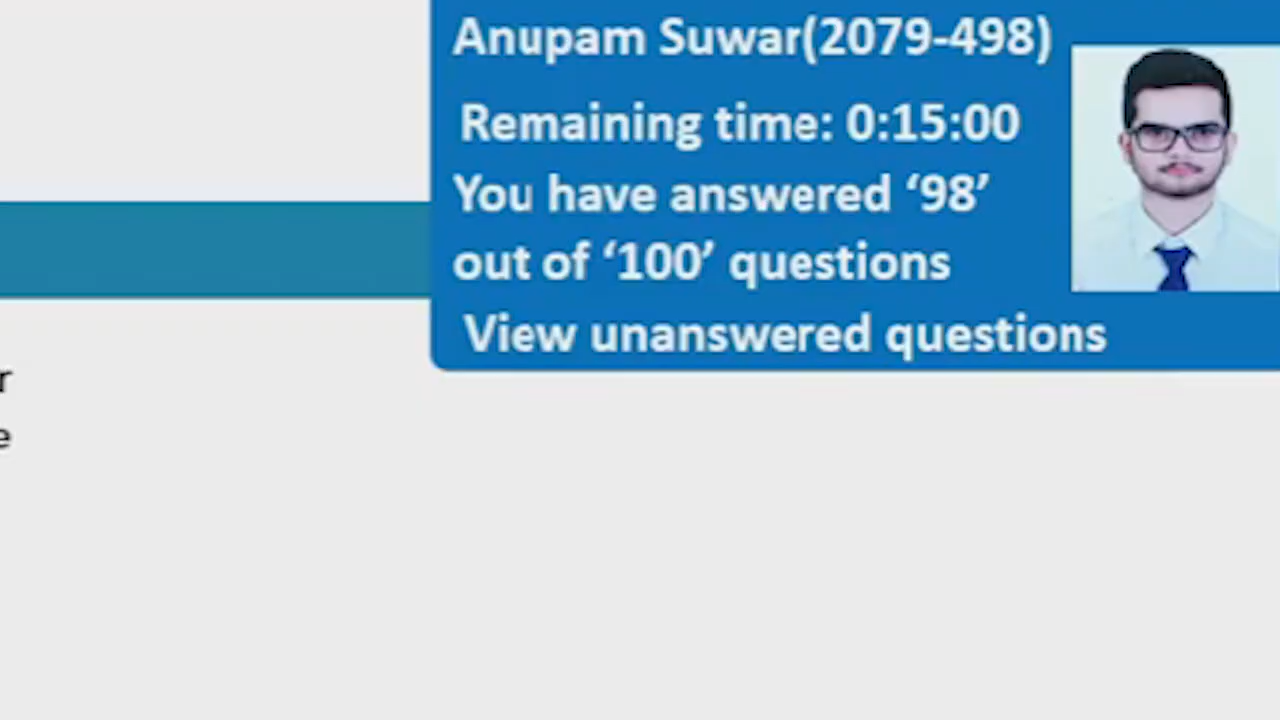 Anupam Suwar(2079-498)
Remaining time: 0:15:00
You have answered ‘98’
out of ‘100’ questions
View unanswered questions
r
e